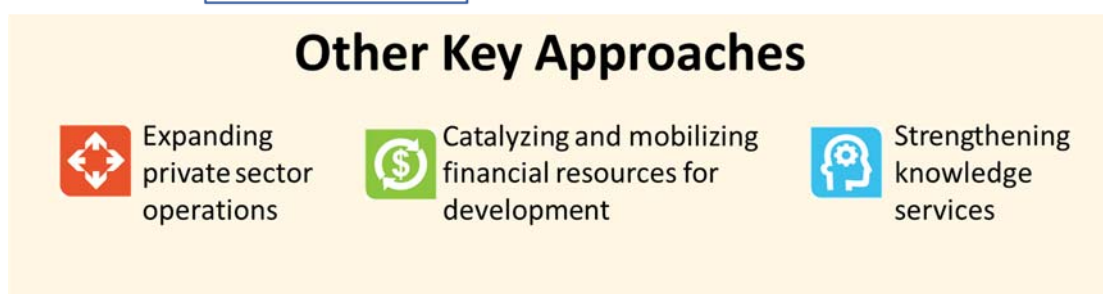 Other Key Approaches
Expanding
private sector
operations
Catalyzing and mobilizing
financial resources for
development
Strengthening
knowledge
services